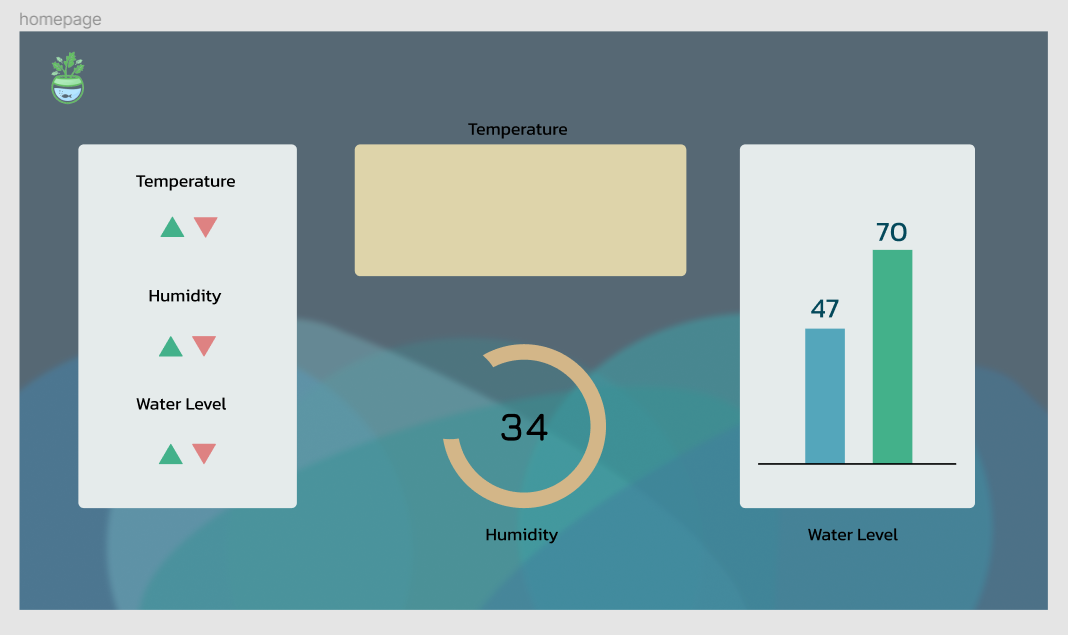 homepage
Temperature
Humidity
Water Level
Temperature
34
Humidity
70
47
Water Level